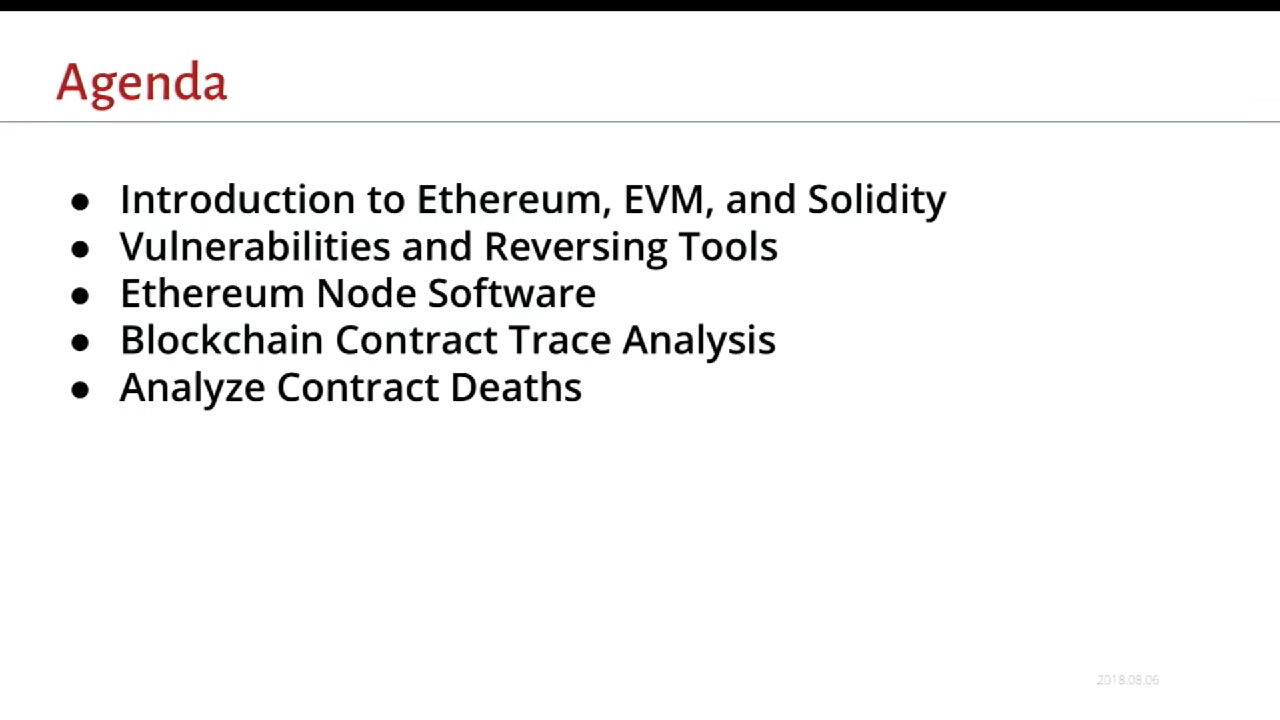 Agenda
● Introduction to Ethereum, EVM, and Solidity
● Vulnerabilities and Reversing Tools
● Ethereum Node Software
● Blockchain Contract Trace Analysis
● Analyze Contract Deaths
2018.08.06